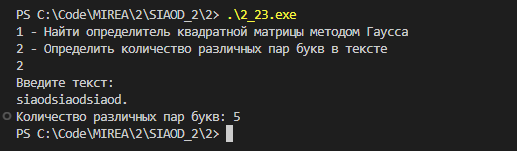 PS C:\Code\MIREA\2\SIAOD_2\2> .\2_23.exe
1 - Найти определитель квадратной матрицы методом Гаусса
2 - Определить количество различных пар букв в тексте
2
Введите текст:
siaodsiaodsiaod.
Количество различных пар букв: 5
PS C:\Code\MIREA\2\SIAOD_2\2>